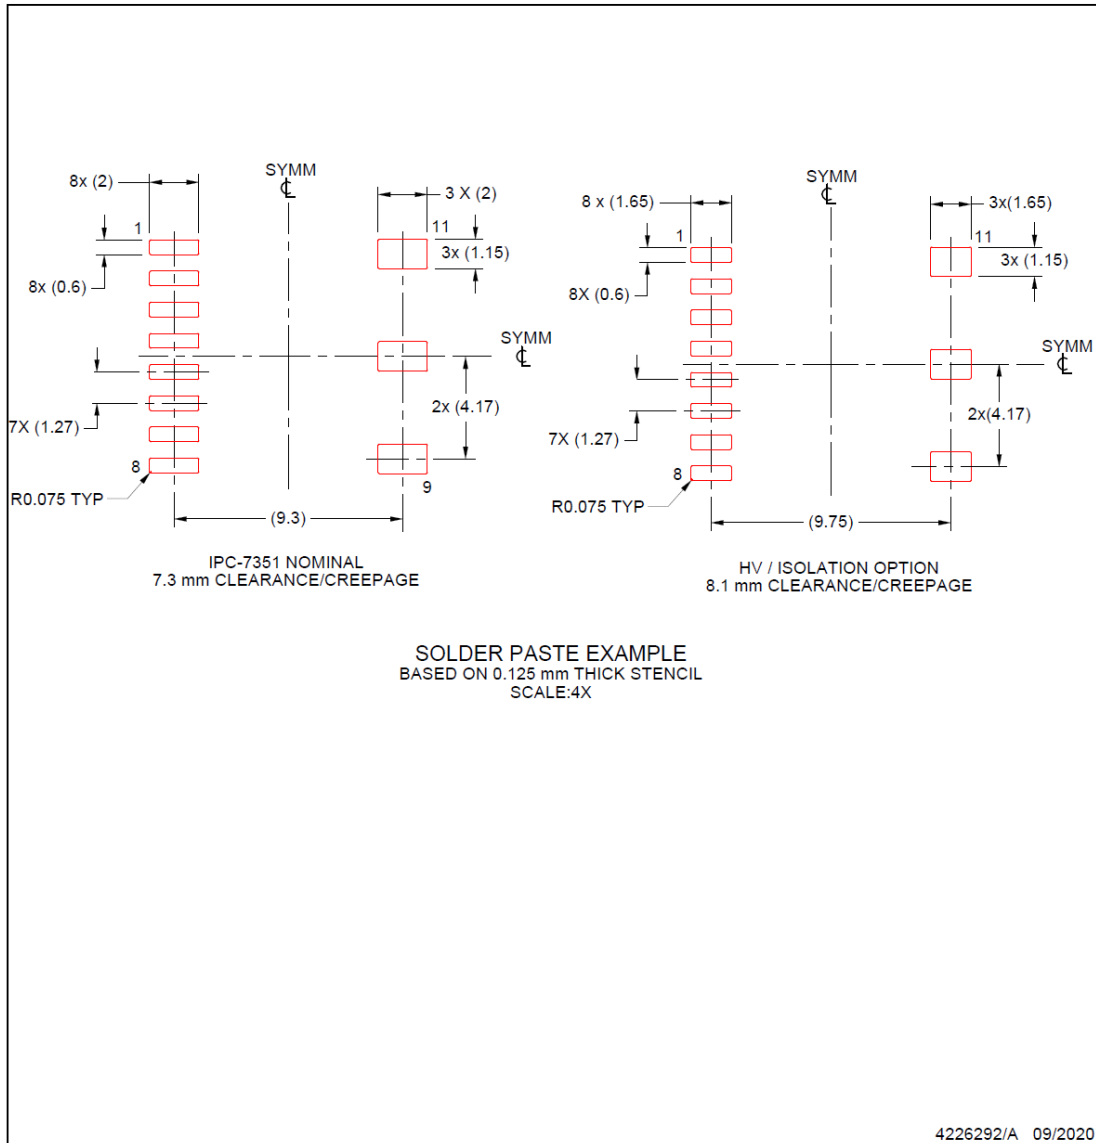 SYMM
℄
8x (2)
3 X (2)
1
11
3x (1.15)
8x (0.6)
SYMM
℄
2x (4.17)
7X (1.27)
8
9
R0.075 TYP
(9.3)
IPC-7351 NOMINAL
7.3 mm CLEARANCE/CREEPAGE
SYMM
℄
8 x (1.65)
3x(1.65)
1
11
3x (1.15)
8X (0.6)
SYMM
℄
2x(4.17)
7X (1.27)
8
R0.075 TYP
(9.75)
HV / ISOLATION OPTION
8.1 mm CLEARANCE/CREEPAGE
SOLDER PASTE EXAMPLE
BASED ON 0.125 mm THICK STENCIL
SCALE:4X
4226292/A 09/2020